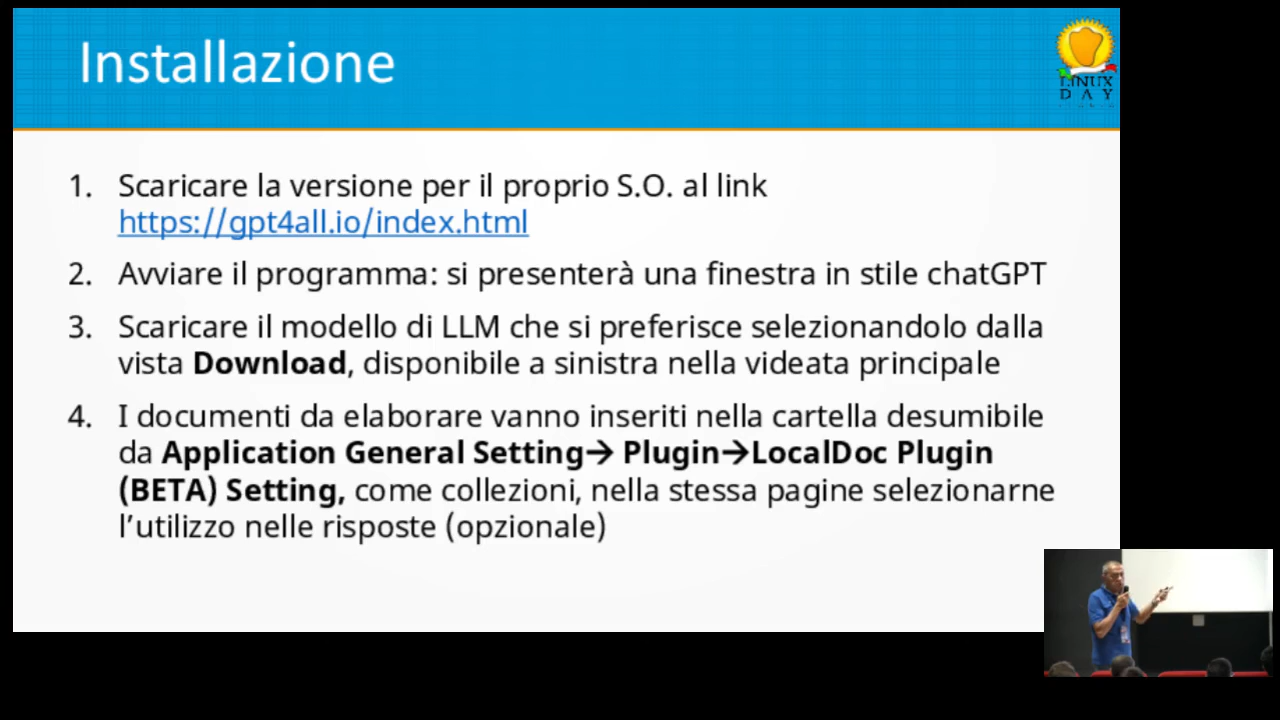 Installazione
LINUX
DAY
1. Scaricare la versione per il proprio S.O. al link
https://gpt4all.io/index.html
2. Avviare il programma: si presenterà una finestra in stile chatGPT
3. Scaricare il modello di LLM che si preferisce selezionandolo dalla
vista Download, disponibile a sinistra nella videata principale
4. I documenti da elaborare vanno inseriti nella cartella desumibile
da Application General Setting→ Plugin→LocalDoc Plugin
(BETA) Setting, come collezioni, nella stessa pagine selezionarne
l’utilizzo nelle risposte (opzionale)